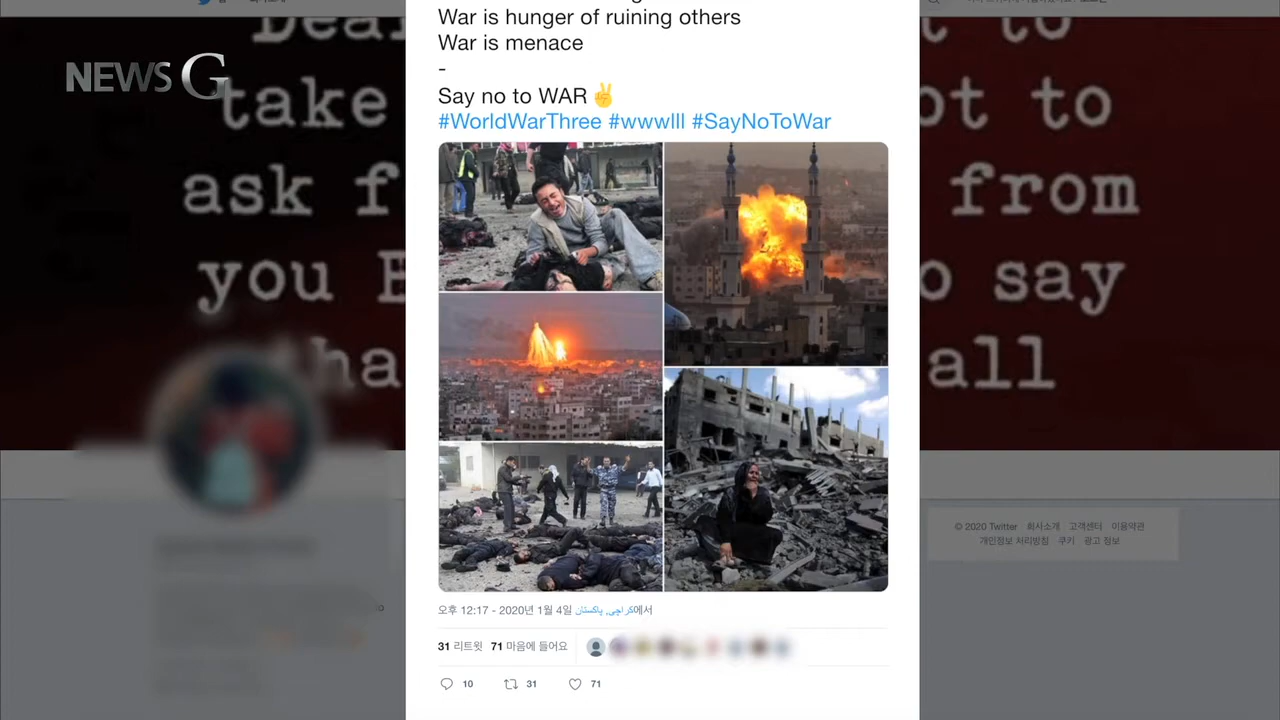 NEWS G
War is hunger of ruining others
War is menace
-
Say no to WAR✌
#WorldWarThree #wwwlll #SayNoToWar
take
ask f
you
ot to
from
o say
all
오후 12:17 - 2020년 1월 4일 کراچی, پاکستان에서
31 리트윗 71 마음에 들어요
10 31 71
© 2020 Twitter 회사소개 고객센터 이용약관
개인정보 처리방침 쿠키 광고 정보